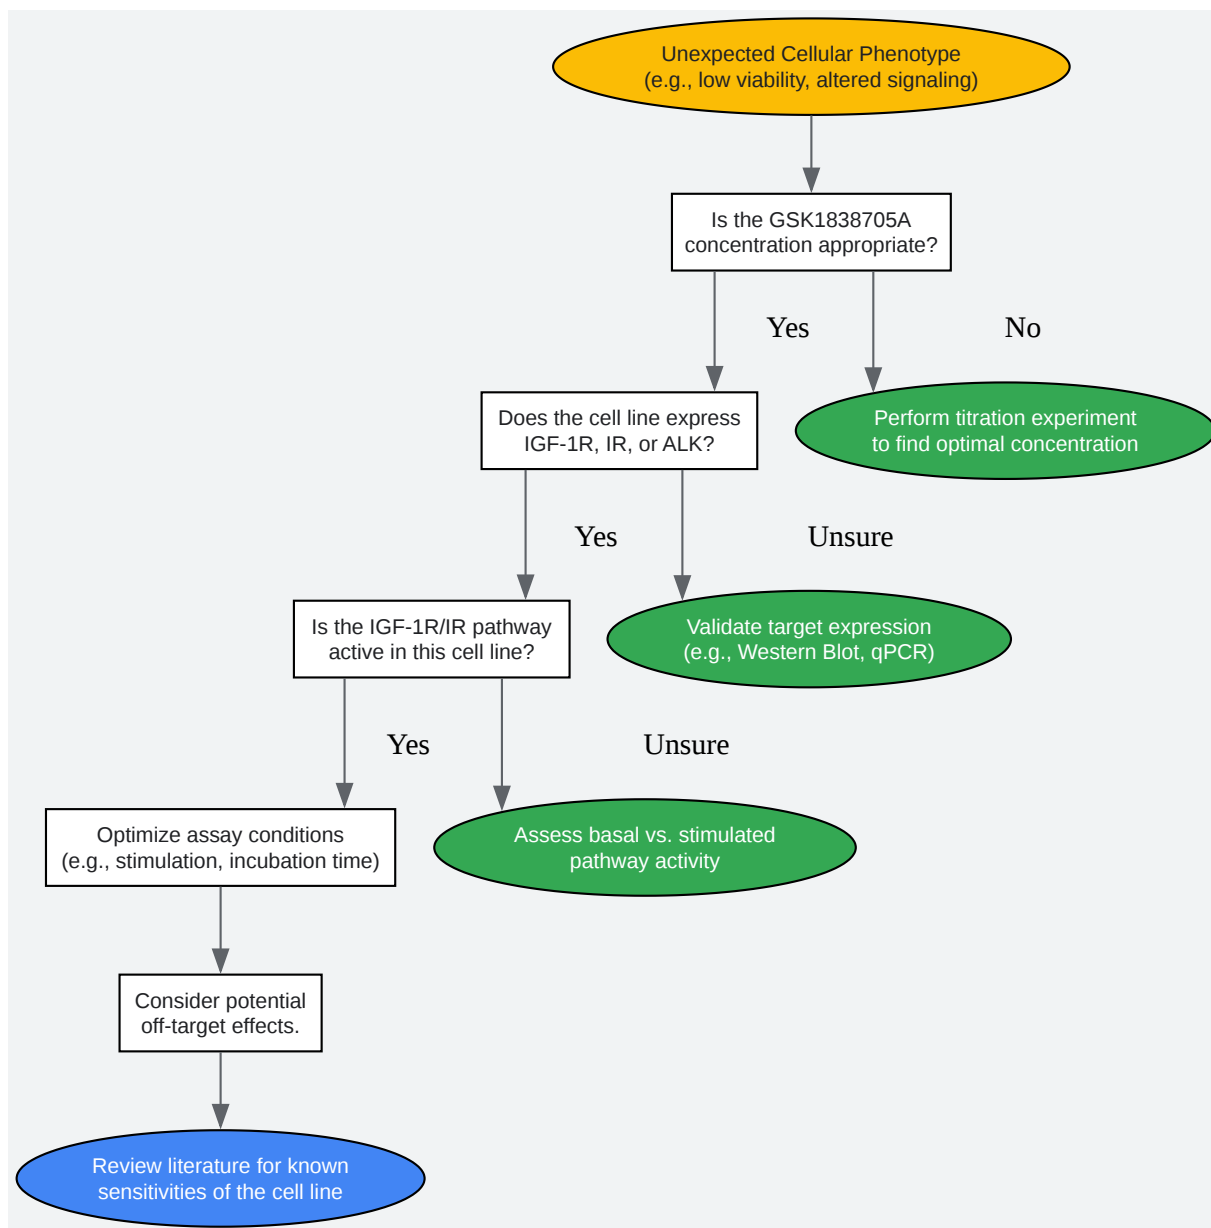 Unexpected Cellular Phenotype
(e.g., low viability, altered signaling)
Is the GSK1838705A
concentration appropriate?
Yes
No
Does the cell line express
IGF-1R, IR, or ALK?
Perform titration experiment
to find optimal concentration
Yes
Unsure
Is the IGF-1R/IR pathway
active in this cell line?
Validate target expression
(e.g., Western Blot, qPCR)
Yes
Unsure
Optimize assay conditions
(e.g., stimulation, incubation time)
Assess basal vs. stimulated
pathway activity
Consider potential
off-target effects.
Review literature for known
sensitivities of the cell line